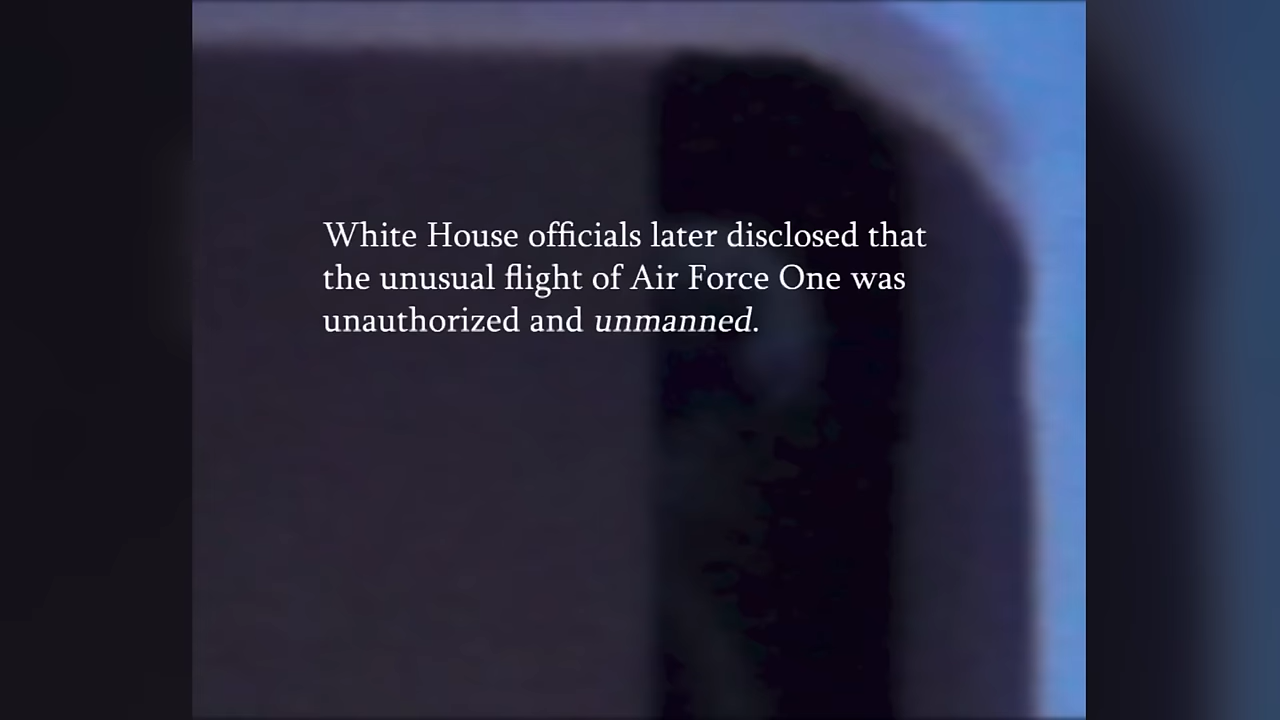 White House officials later disclosed that
the unusual flight of Air Force One was
unauthorized and unmanned.